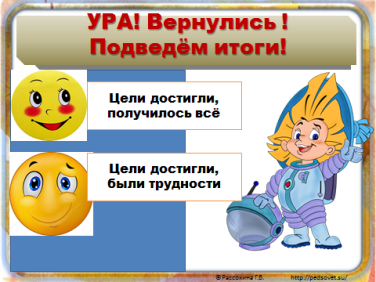 УРА! Вернулись !
Подведём итоги!
Цели достигли,
получилось всё
Цели достигли,
были трудности
©Рассохина Г.В. http://pedsovet.su/